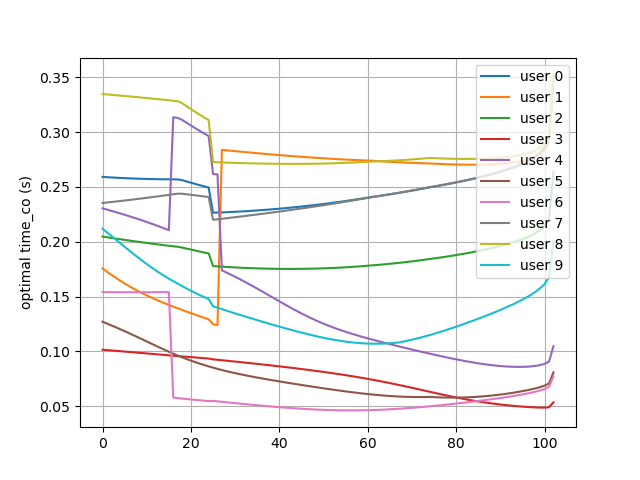 optimal time_co (s)
0.35
0.30
0.25
0.20
0.15
0.10
0.05
0 20 40 60 80 100
user 0
user 1
user 2
user 3
user 4
user 5
user 6
user 7
user 8
user 9